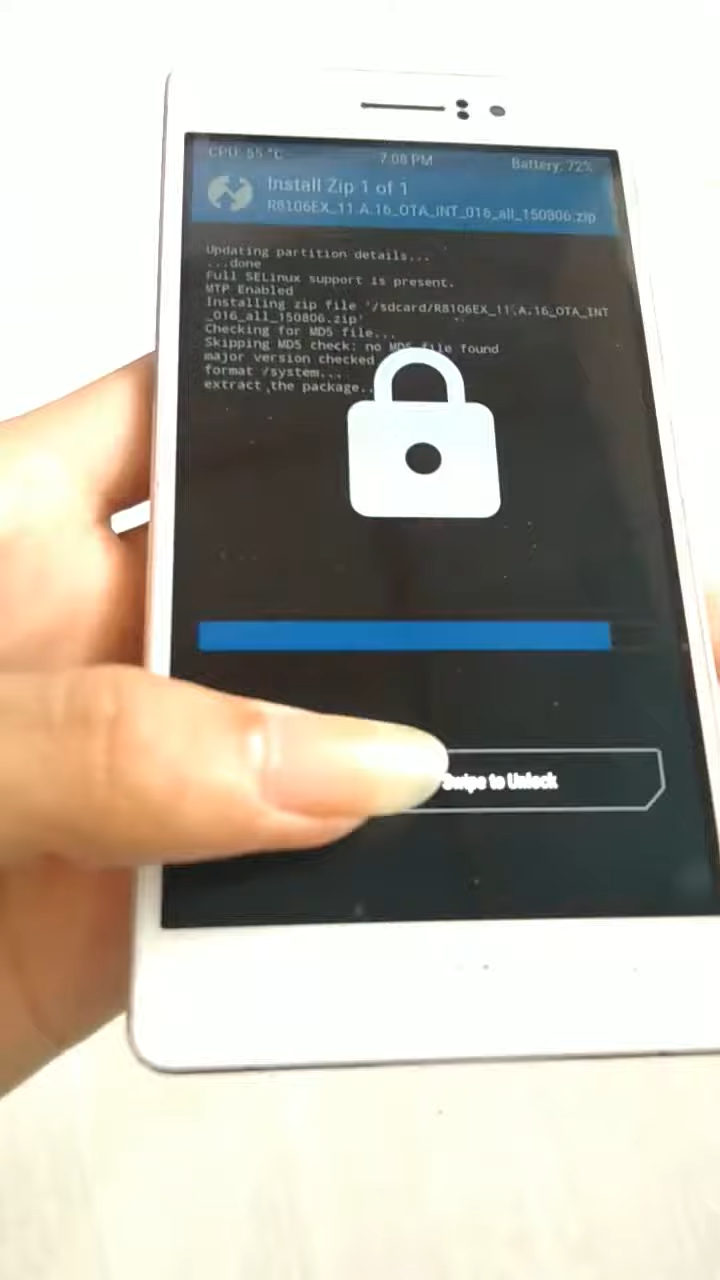 CPU: 55 °C 7:08 PM Battery: 72%
Install Zip 1 of 1
R8106EX_11.A.16_OTA_INT_016_all_150806.zip
Updating partition details...
...done
Full SELinux support is present.
MTP Enabled
Installing zip file '/sdcard/R8106EX_11.A.16_OTA_INT
_016_all_150806.zip'
Checking for MD5 file...
Skipping MD5 check: no MD5 file found
major version checked
format /system...
extract the package..
Swipe to Unlock